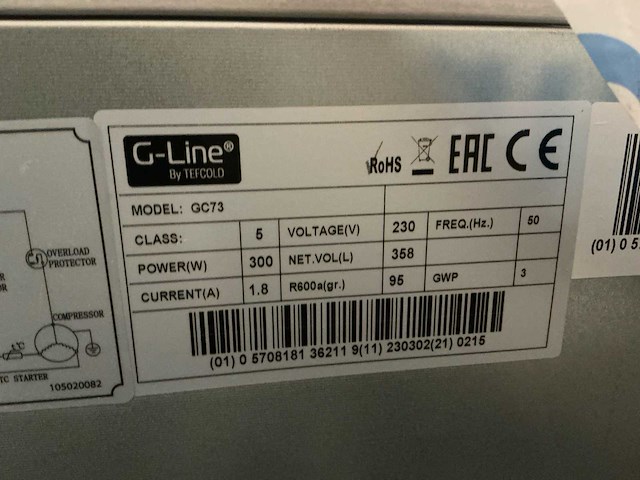 G-Line®
By TEFCOLD
RoHS
EAC CE
MODEL: GC73
CLASS: 5 VOLTAGE(V) 230 FREQ.(Hz.) 50
POWER(W) 300 NET.VOL(L) 358
CURRENT(A) 1.8 R600a(gr.) 95 GWP 3
(01) 0 5708181 36211 9(11) 230302(21) 0215
OVERLOAD
PROTECTOR
COMPRESSOR
TC STARTER
105020082
(01) 0 5